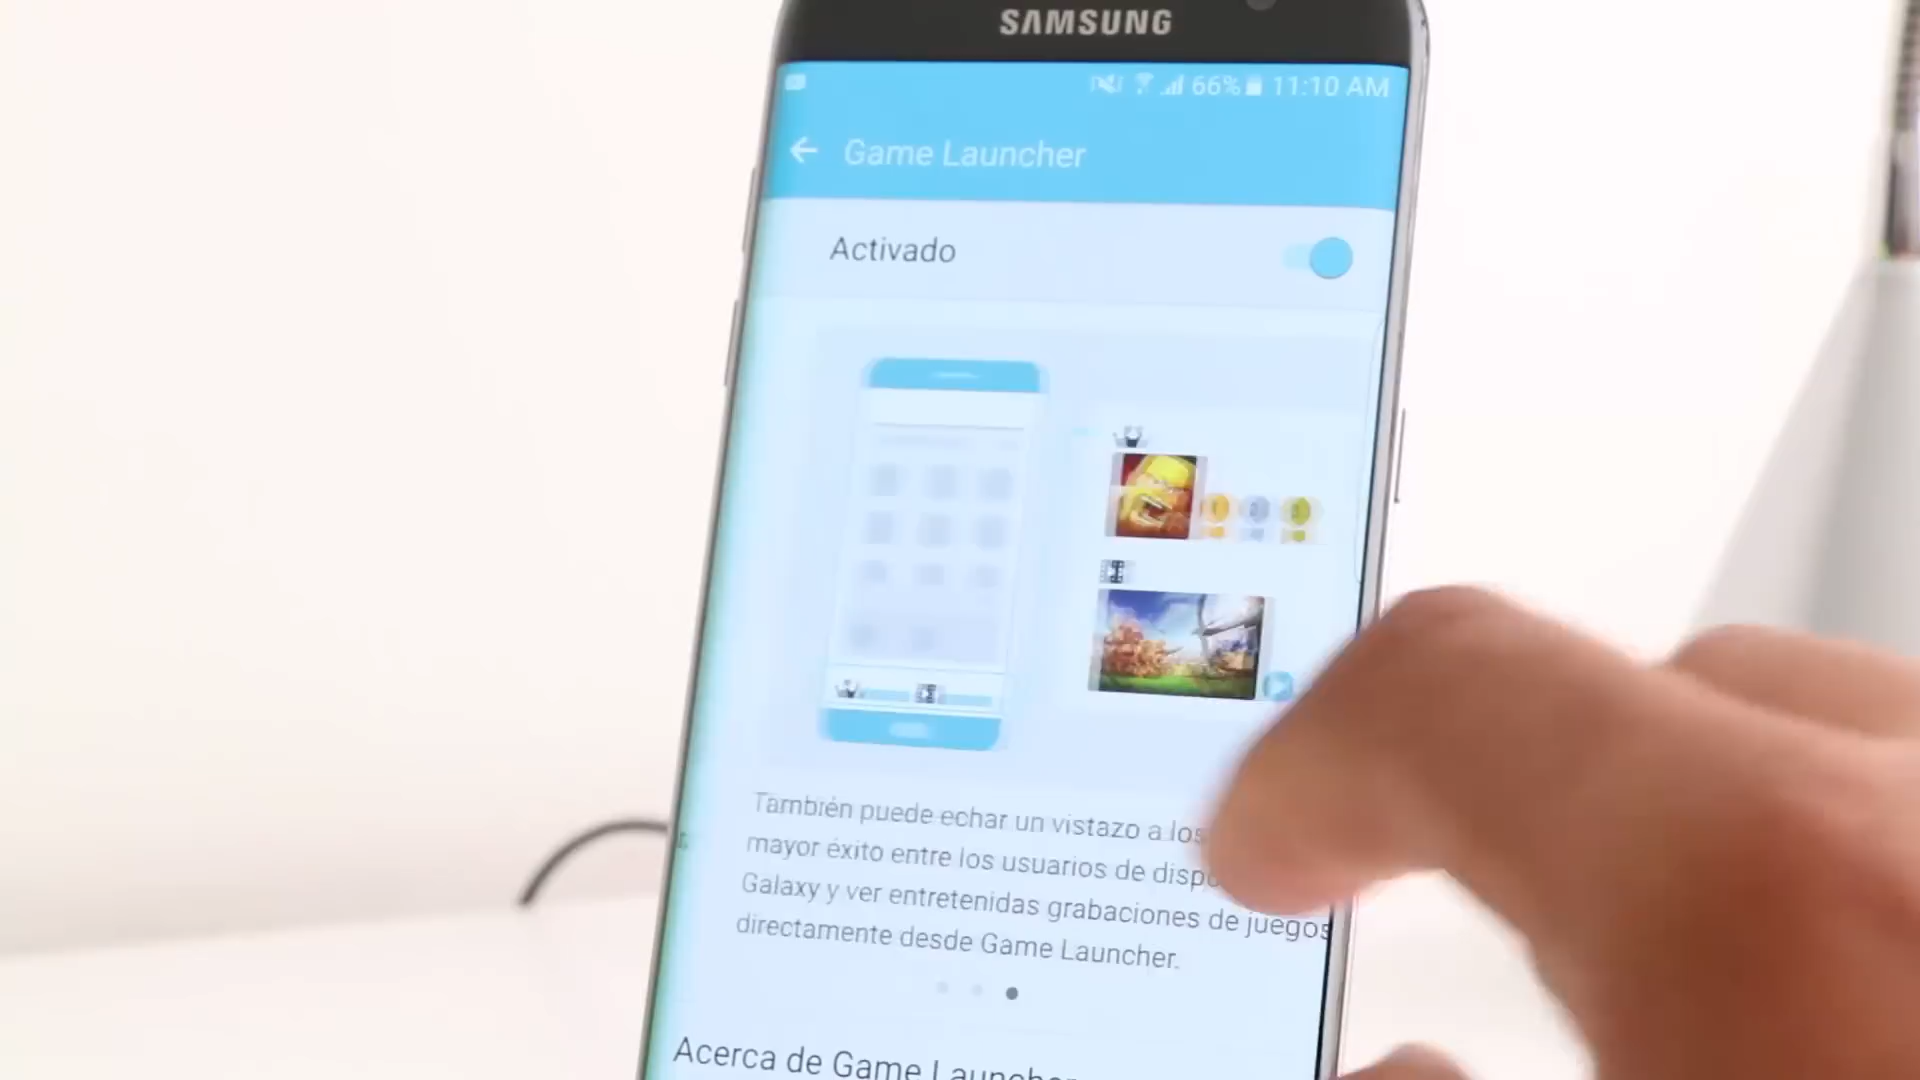 SAMSUNG
66% 11:10 AM
Game Launcher
Activado
También puede echar un vistazo a los
mayor éxito entre los usuarios de dispo
Galaxy y ver entretenidas grabaciones de juegos
directamente desde Game Launcher.
Acerca de Game Launcher